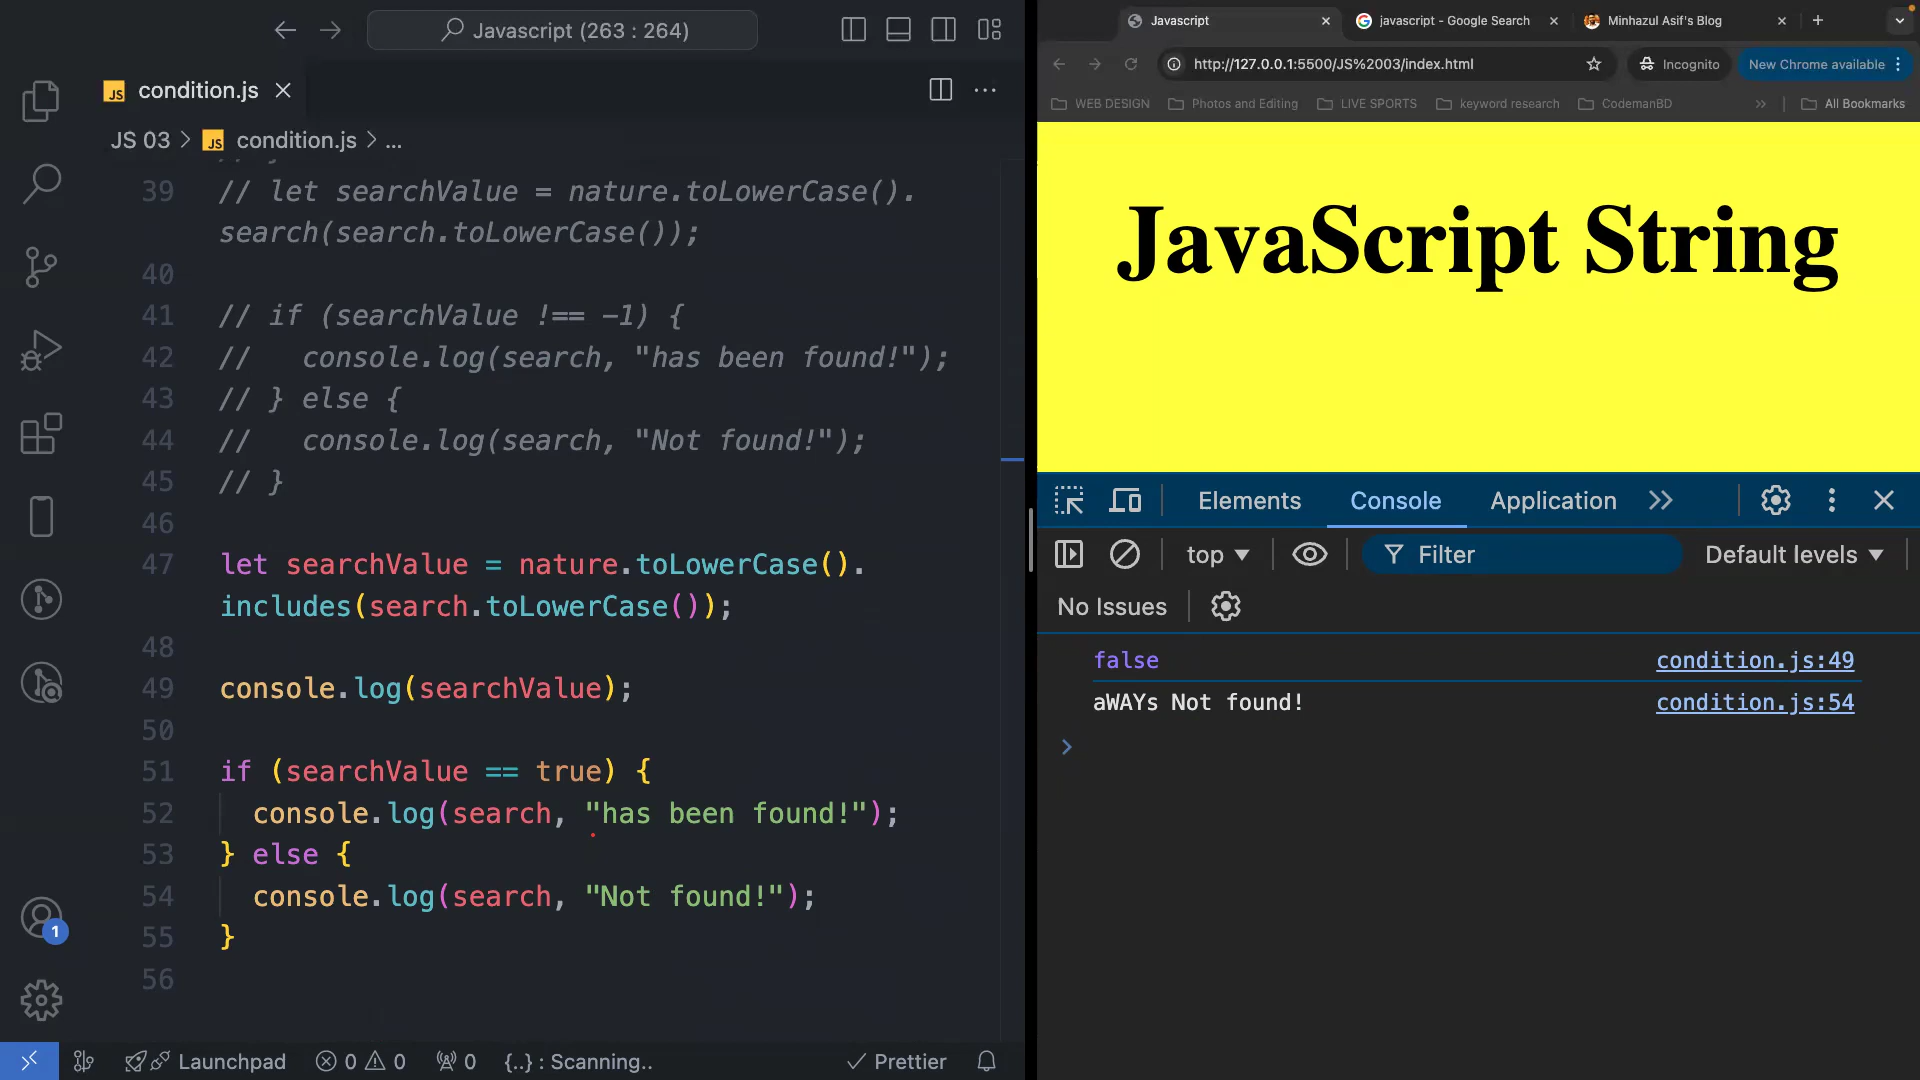 Javascript (263 : 264)
JS condition.js
JS 03 > JS condition.js > ...
39 // let searchValue = nature.toLowerCase().
search(search.toLowerCase());
40
41 // if (searchValue !== -1) {
42 //   console.log(search, "has been found!");
43 // } else {
44 //   console.log(search, "Not found!");
45 // }
46
47 let searchValue = nature.toLowerCase().
includes(search.toLowerCase());
48
49 console.log(searchValue);
50
51 if (searchValue == true) {
52   console.log(search, "has been found!");
53 } else {
54   console.log(search, "Not found!");
55 }
56
1
Launchpad 0 0 0 {..} : Scanning.. Prettier
Javascript
javascript - Google Search
Minhazul Asif's Blog
http://127.0.0.1:5500/JS%2003/index.html
Incognito
New Chrome available
WEB DESIGN Photos and Editing LIVE SPORTS keyword research CodemanBD All Bookmarks
JavaScript String
Elements Console Application
top Filter Default levels
No Issues
false condition.js:49
aWAYs Not found! condition.js:54